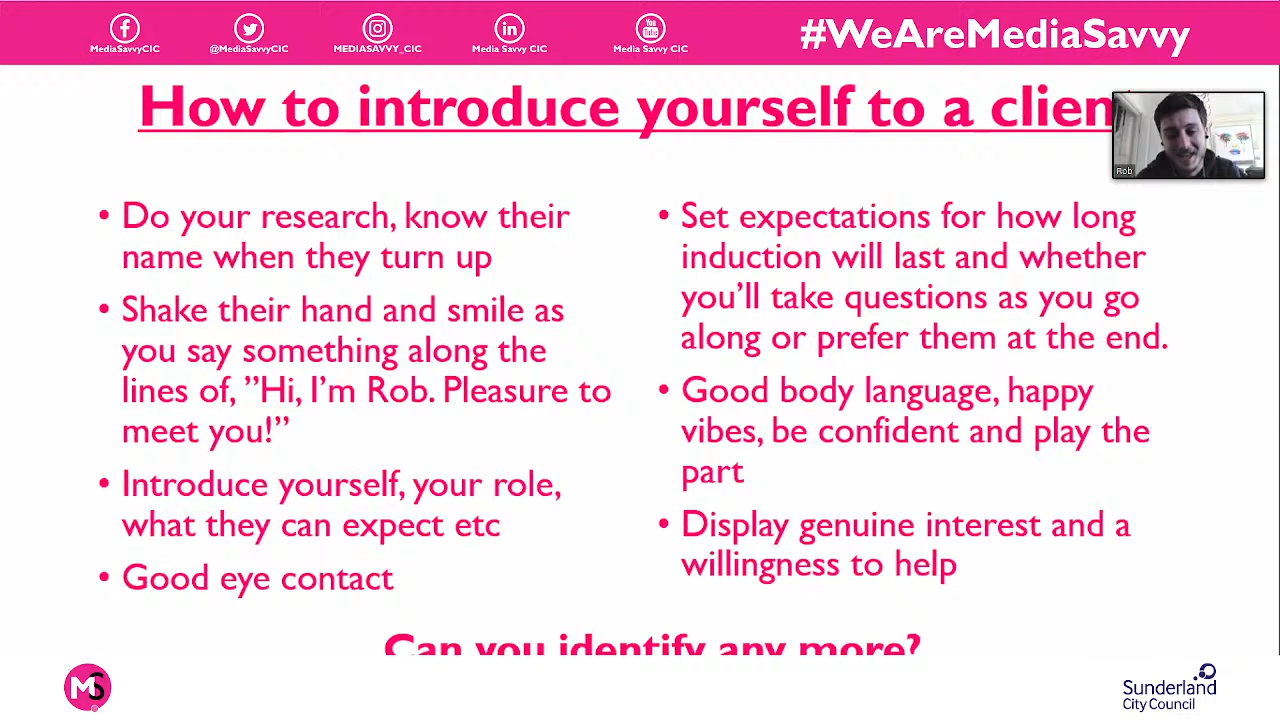 MediaSavvyCIC
@MediaSavvyCIC
MEDIASAVVY_CIC
Media Savvy CIC
You
Tube
Media Savvy CIC
#WeAreMediaSavvy
How to introduce yourself to a clien
Rob
• Do your research, know their
name when they turn up
• Shake their hand and smile as
you say something along the
lines of, ”Hi, I’m Rob. Pleasure to
meet you!”
• Introduce yourself, your role,
what they can expect etc
• Good eye contact
• Set expectations for how long
induction will last and whether
you’ll take questions as you go
along or prefer them at the end.
• Good body language, happy
vibes, be confident and play the
part
• Display genuine interest and a
willingness to help
Can you identify any more?
MS
Sunderland
City Council